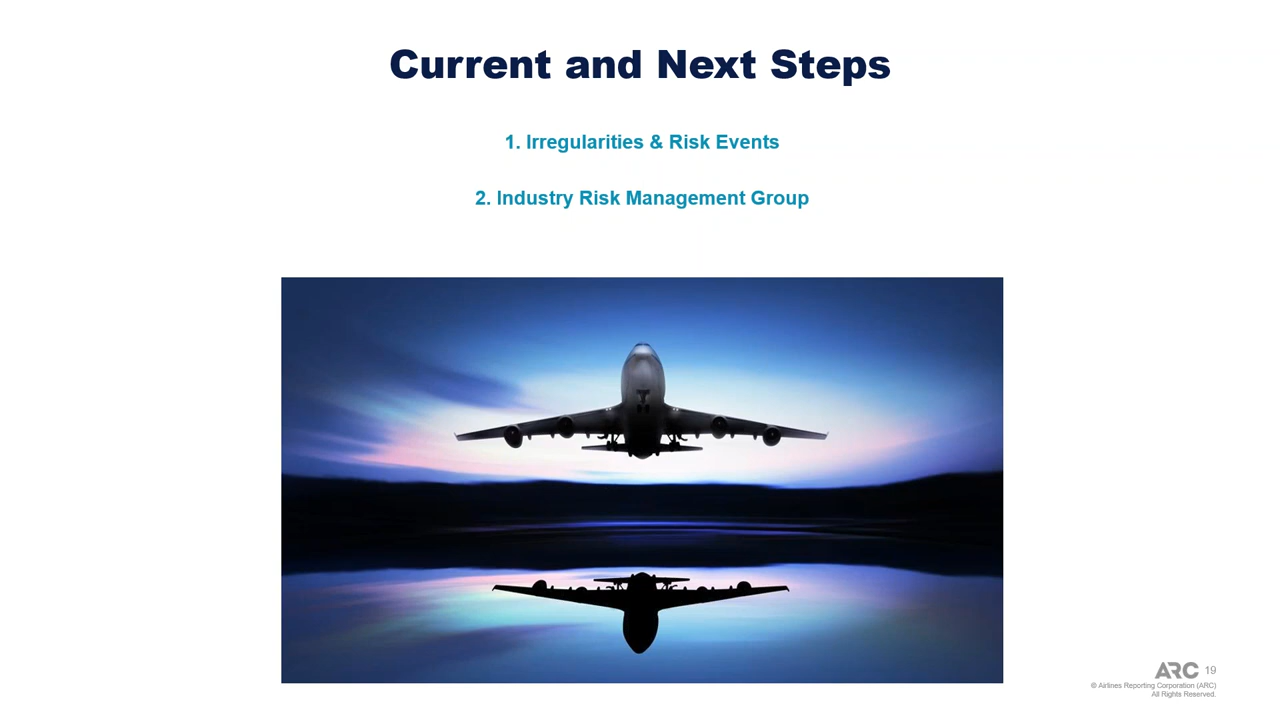 Current and Next Steps
1. Irregularities & Risk Events
2. Industry Risk Management Group
ARC 19
© Airlines Reporting Corporation (ARC)
All Rights Reserved.